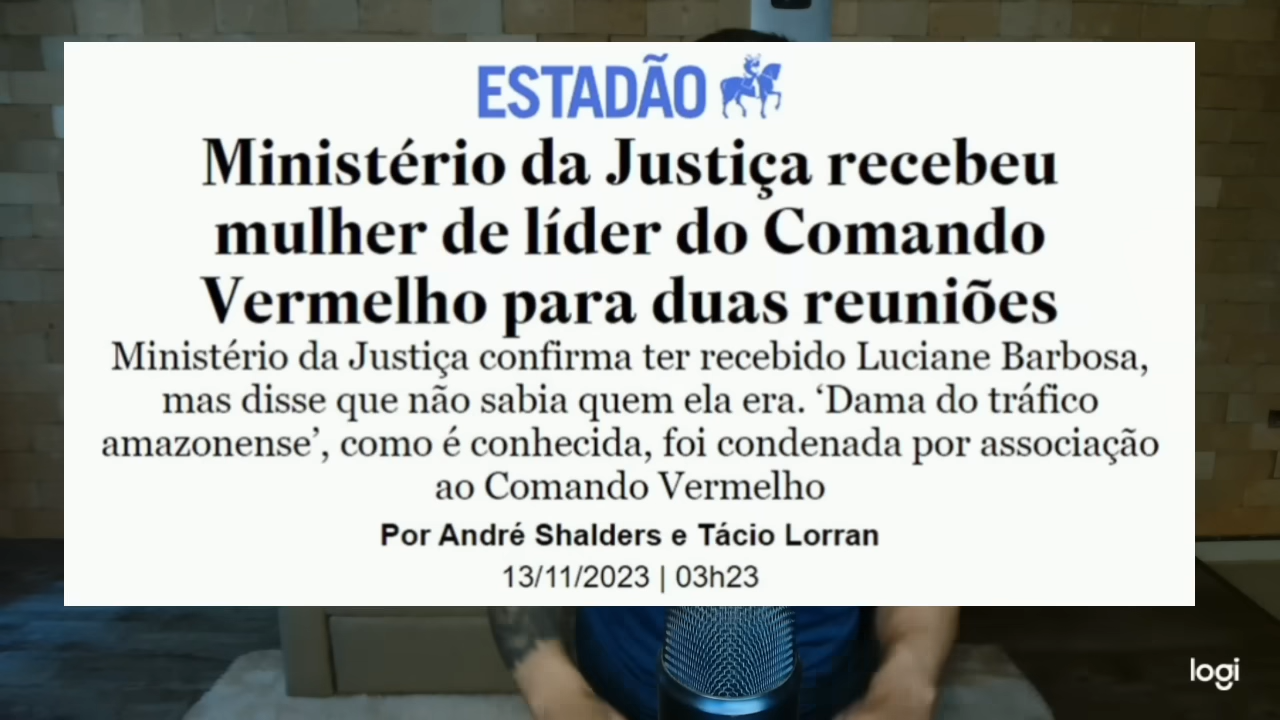 ESTADÃO
Ministério da Justiça recebeu
mulher de líder do Comando
Vermelho para duas reuniões
Ministério da Justiça confirma ter recebido Luciane Barbosa,
mas disse que não sabia quem ela era. ‘Dama do tráfico
amazonense’, como é conhecida, foi condenada por associação
ao Comando Vermelho
Por André Shalders e Tácio Lorran
13/11/2023 | 03h23
logi